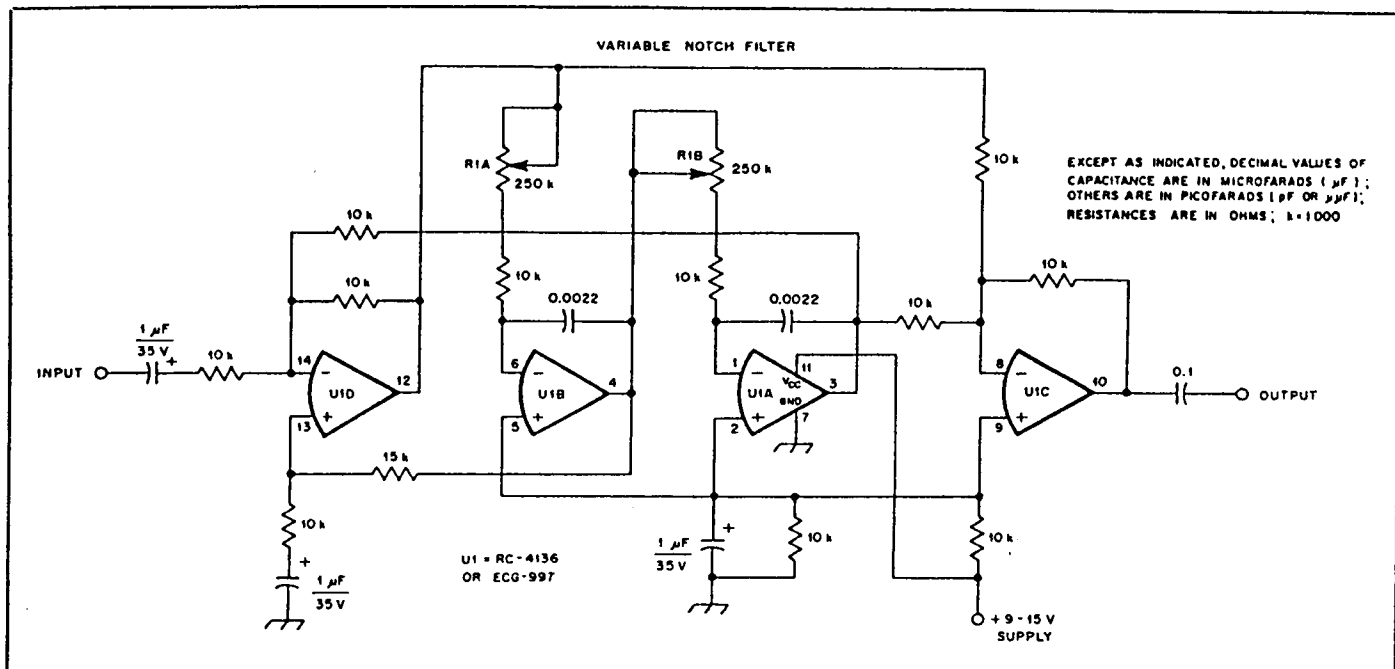 VARIABLE NOTCH FILTER
R1A
250 k
R1B
250 k
10 k
EXCEPT AS INDICATED, DECIMAL VALUES OF
CAPACITANCE ARE IN MICROFARADS ( µF ) ;
OTHERS ARE IN PICOFARADS ( pF OR µµF);
RESISTANCES ARE IN OHMS ; k=1000
10 k
10 k
10 k
10 k
10 k
0.0022
0.0022
10 k
10 k
INPUT
1 µF
35 V
+
10 k
14
−
U1D
12
+
13
6
−
U1B
4
+
5
1
−
11
VCC
U1A
3
GND
7
+
2
8
−
U1C
10
+
9
0.1
OUTPUT
15 k
10 k
+
1 µF
35 V
U1 = RC-4136
OR ECG-997
1 µF
35 V
+
10 k
10 k
+ 9-15 V
SUPPLY